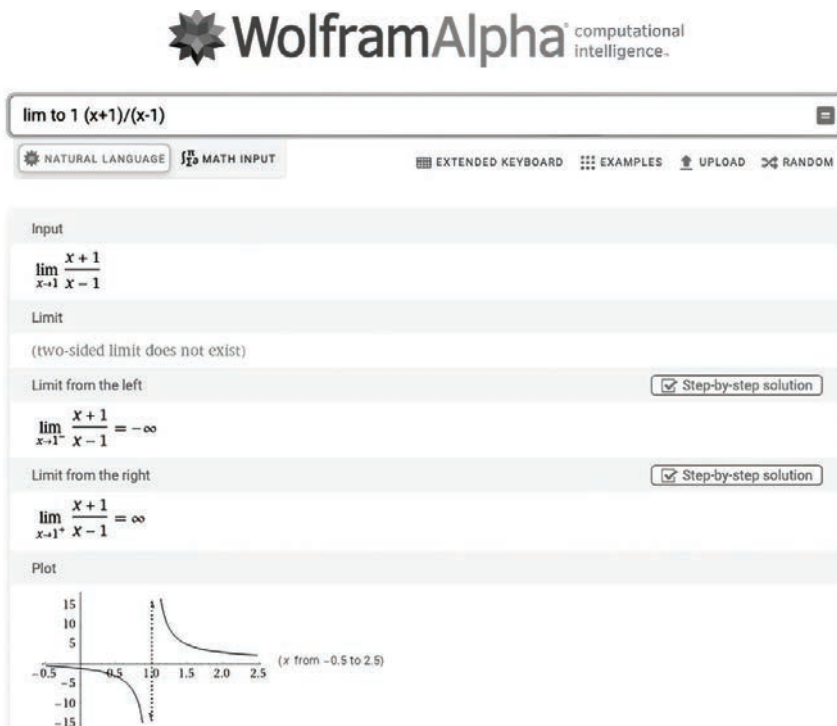 WolframAlpha computational intelligence™
lim to 1 (x+1)/(x-1)
NATURAL LANGUAGE ∫Σ∂π MATH INPUT EXTENDED KEYBOARD EXAMPLES UPLOAD RANDOM
Input
lim x→1 (x + 1)/(x − 1)
Limit
(two-sided limit does not exist)
Limit from the left Step-by-step solution
lim x→1⁻ (x + 1)/(x − 1) = −∞
Limit from the right Step-by-step solution
lim x→1⁺ (x + 1)/(x − 1) = ∞
Plot
15
10
5
−0.5 0.5 1.0 1.5 2.0 2.5 (x from −0.5 to 2.5)
−5
−10
−15